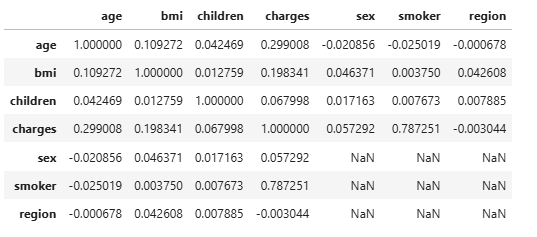 age bmi children charges sex smoker region
age 1.000000 0.109272 0.042469 0.299008 -0.020856 -0.025019 -0.000678
bmi 0.109272 1.000000 0.012759 0.198341 0.046371 0.003750 0.042608
children 0.042469 0.012759 1.000000 0.067998 0.017163 0.007673 0.007885
charges 0.299008 0.198341 0.067998 1.000000 0.057292 0.787251 -0.003044
sex -0.020856 0.046371 0.017163 0.057292 NaN NaN NaN
smoker -0.025019 0.003750 0.007673 0.787251 NaN NaN NaN
region -0.000678 0.042608 0.007885 -0.003044 NaN NaN NaN